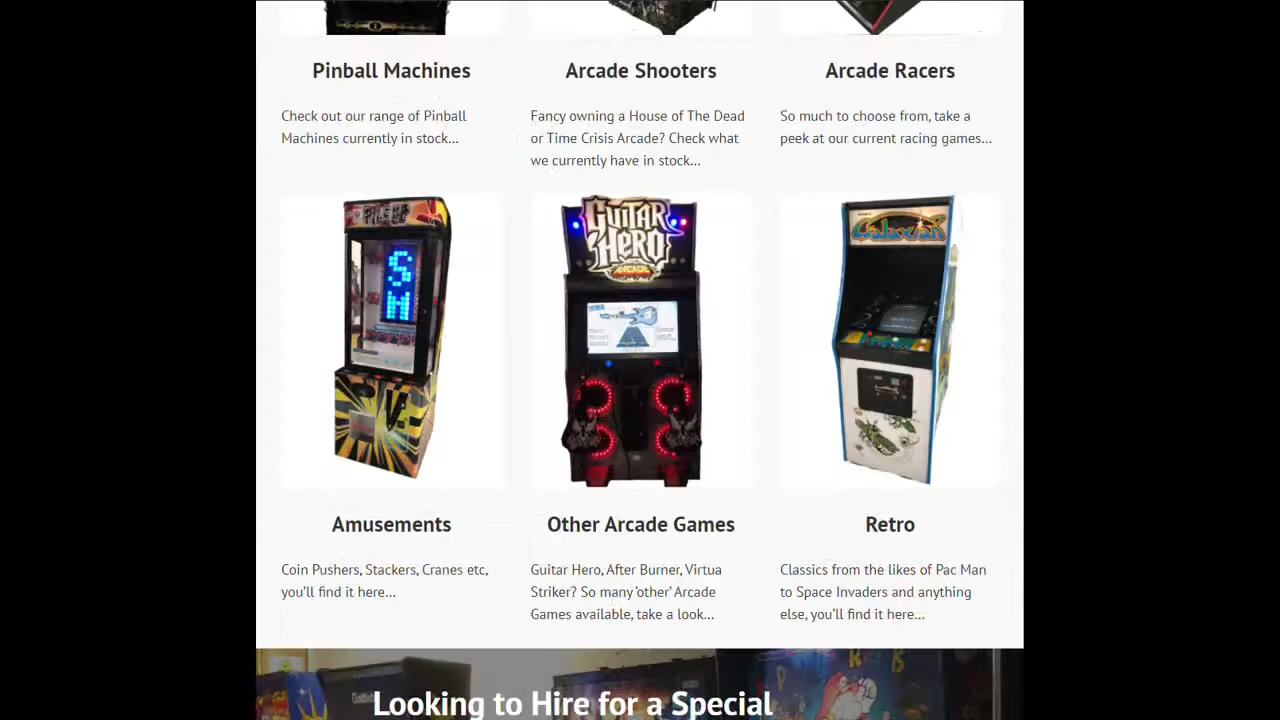 Pinball Machines
Check out our range of Pinball
Machines currently in stock...
Arcade Shooters
Fancy owning a House of The Dead
or Time Crisis Arcade? Check what
we currently have in stock...
Arcade Racers
So much to choose from, take a
peek at our current racing games...
GUITAR
HERO
ARCADE
Galaxian
Amusements
Coin Pushers, Stackers, Cranes etc,
you'll find it here...
Other Arcade Games
Guitar Hero, After Burner, Virtua
Striker? So many 'other' Arcade
Games available, take a look...
Retro
Classics from the likes of Pac Man
to Space Invaders and anything
else, you'll find it here...
Looking to Hire for a Special